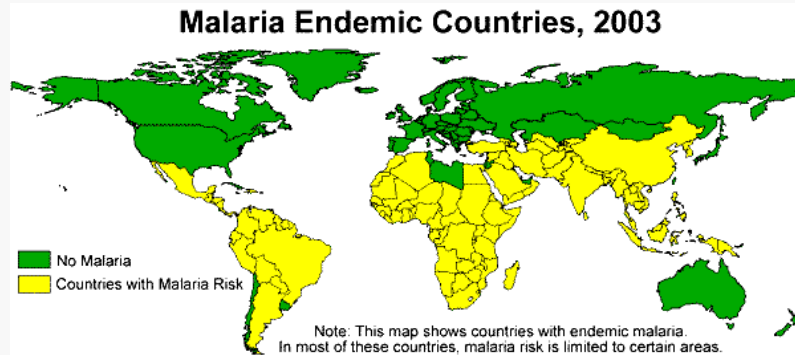 Malaria Endemic Countries, 2003
No Malaria
Countries with Malaria Risk
Note: This map shows countries with endemic malaria.
In most of these countries, malaria risk is limited to certain areas.